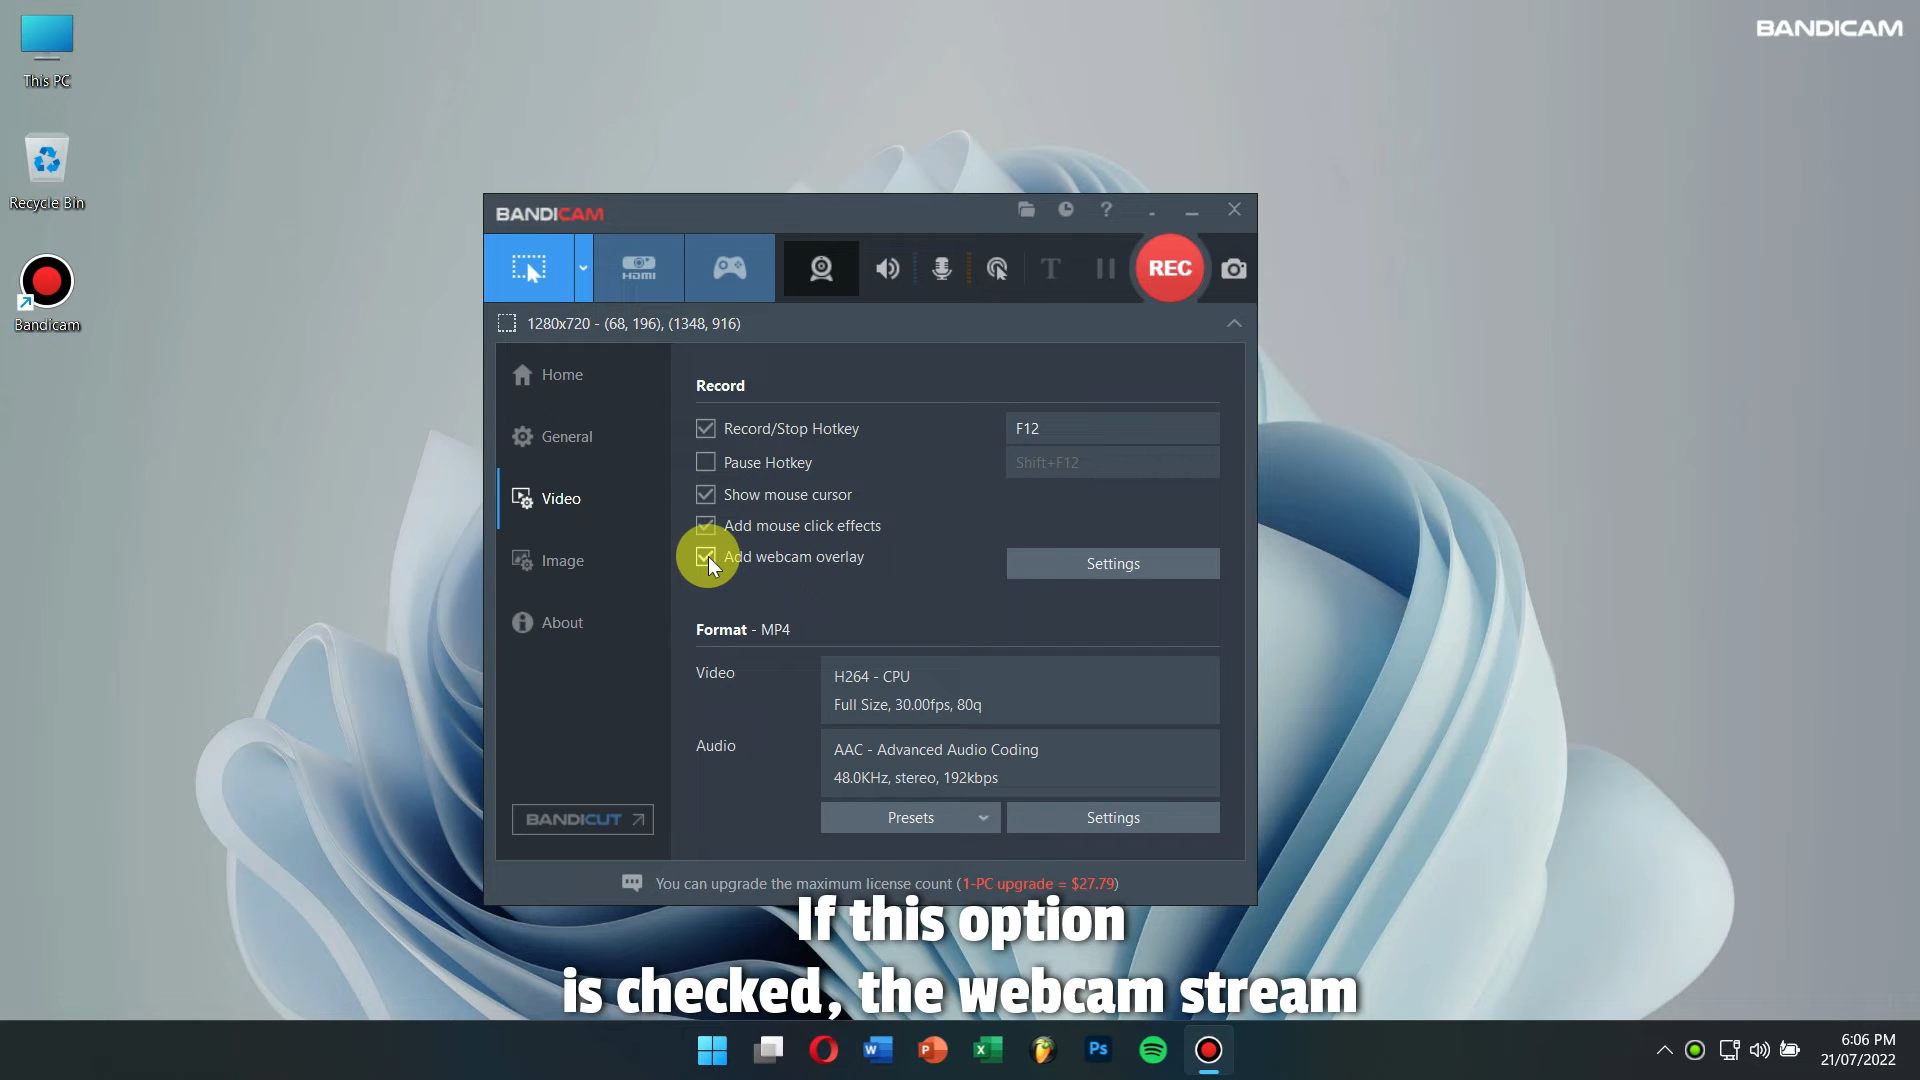 This PC
Recycle Bin
Bandicam
BANDICAM
BANDICAM
HDMI
T
REC
1280x720 - (68, 196), (1348, 916)
Home
General
Video
Image
About
BANDICUT
Record
Record/Stop Hotkey
F12
Pause Hotkey
Shift+F12
Show mouse cursor
Add mouse click effects
Add webcam overlay
Settings
Format - MP4
Video
H264 - CPU
Full Size, 30.00fps, 80q
Audio
AAC - Advanced Audio Coding
48.0KHz, stereo, 192kbps
Presets
Settings
You can upgrade the maximum license count (1-PC upgrade = $27.79)
If this option
is checked, the webcam stream
Ps
6:06 PM
21/07/2022